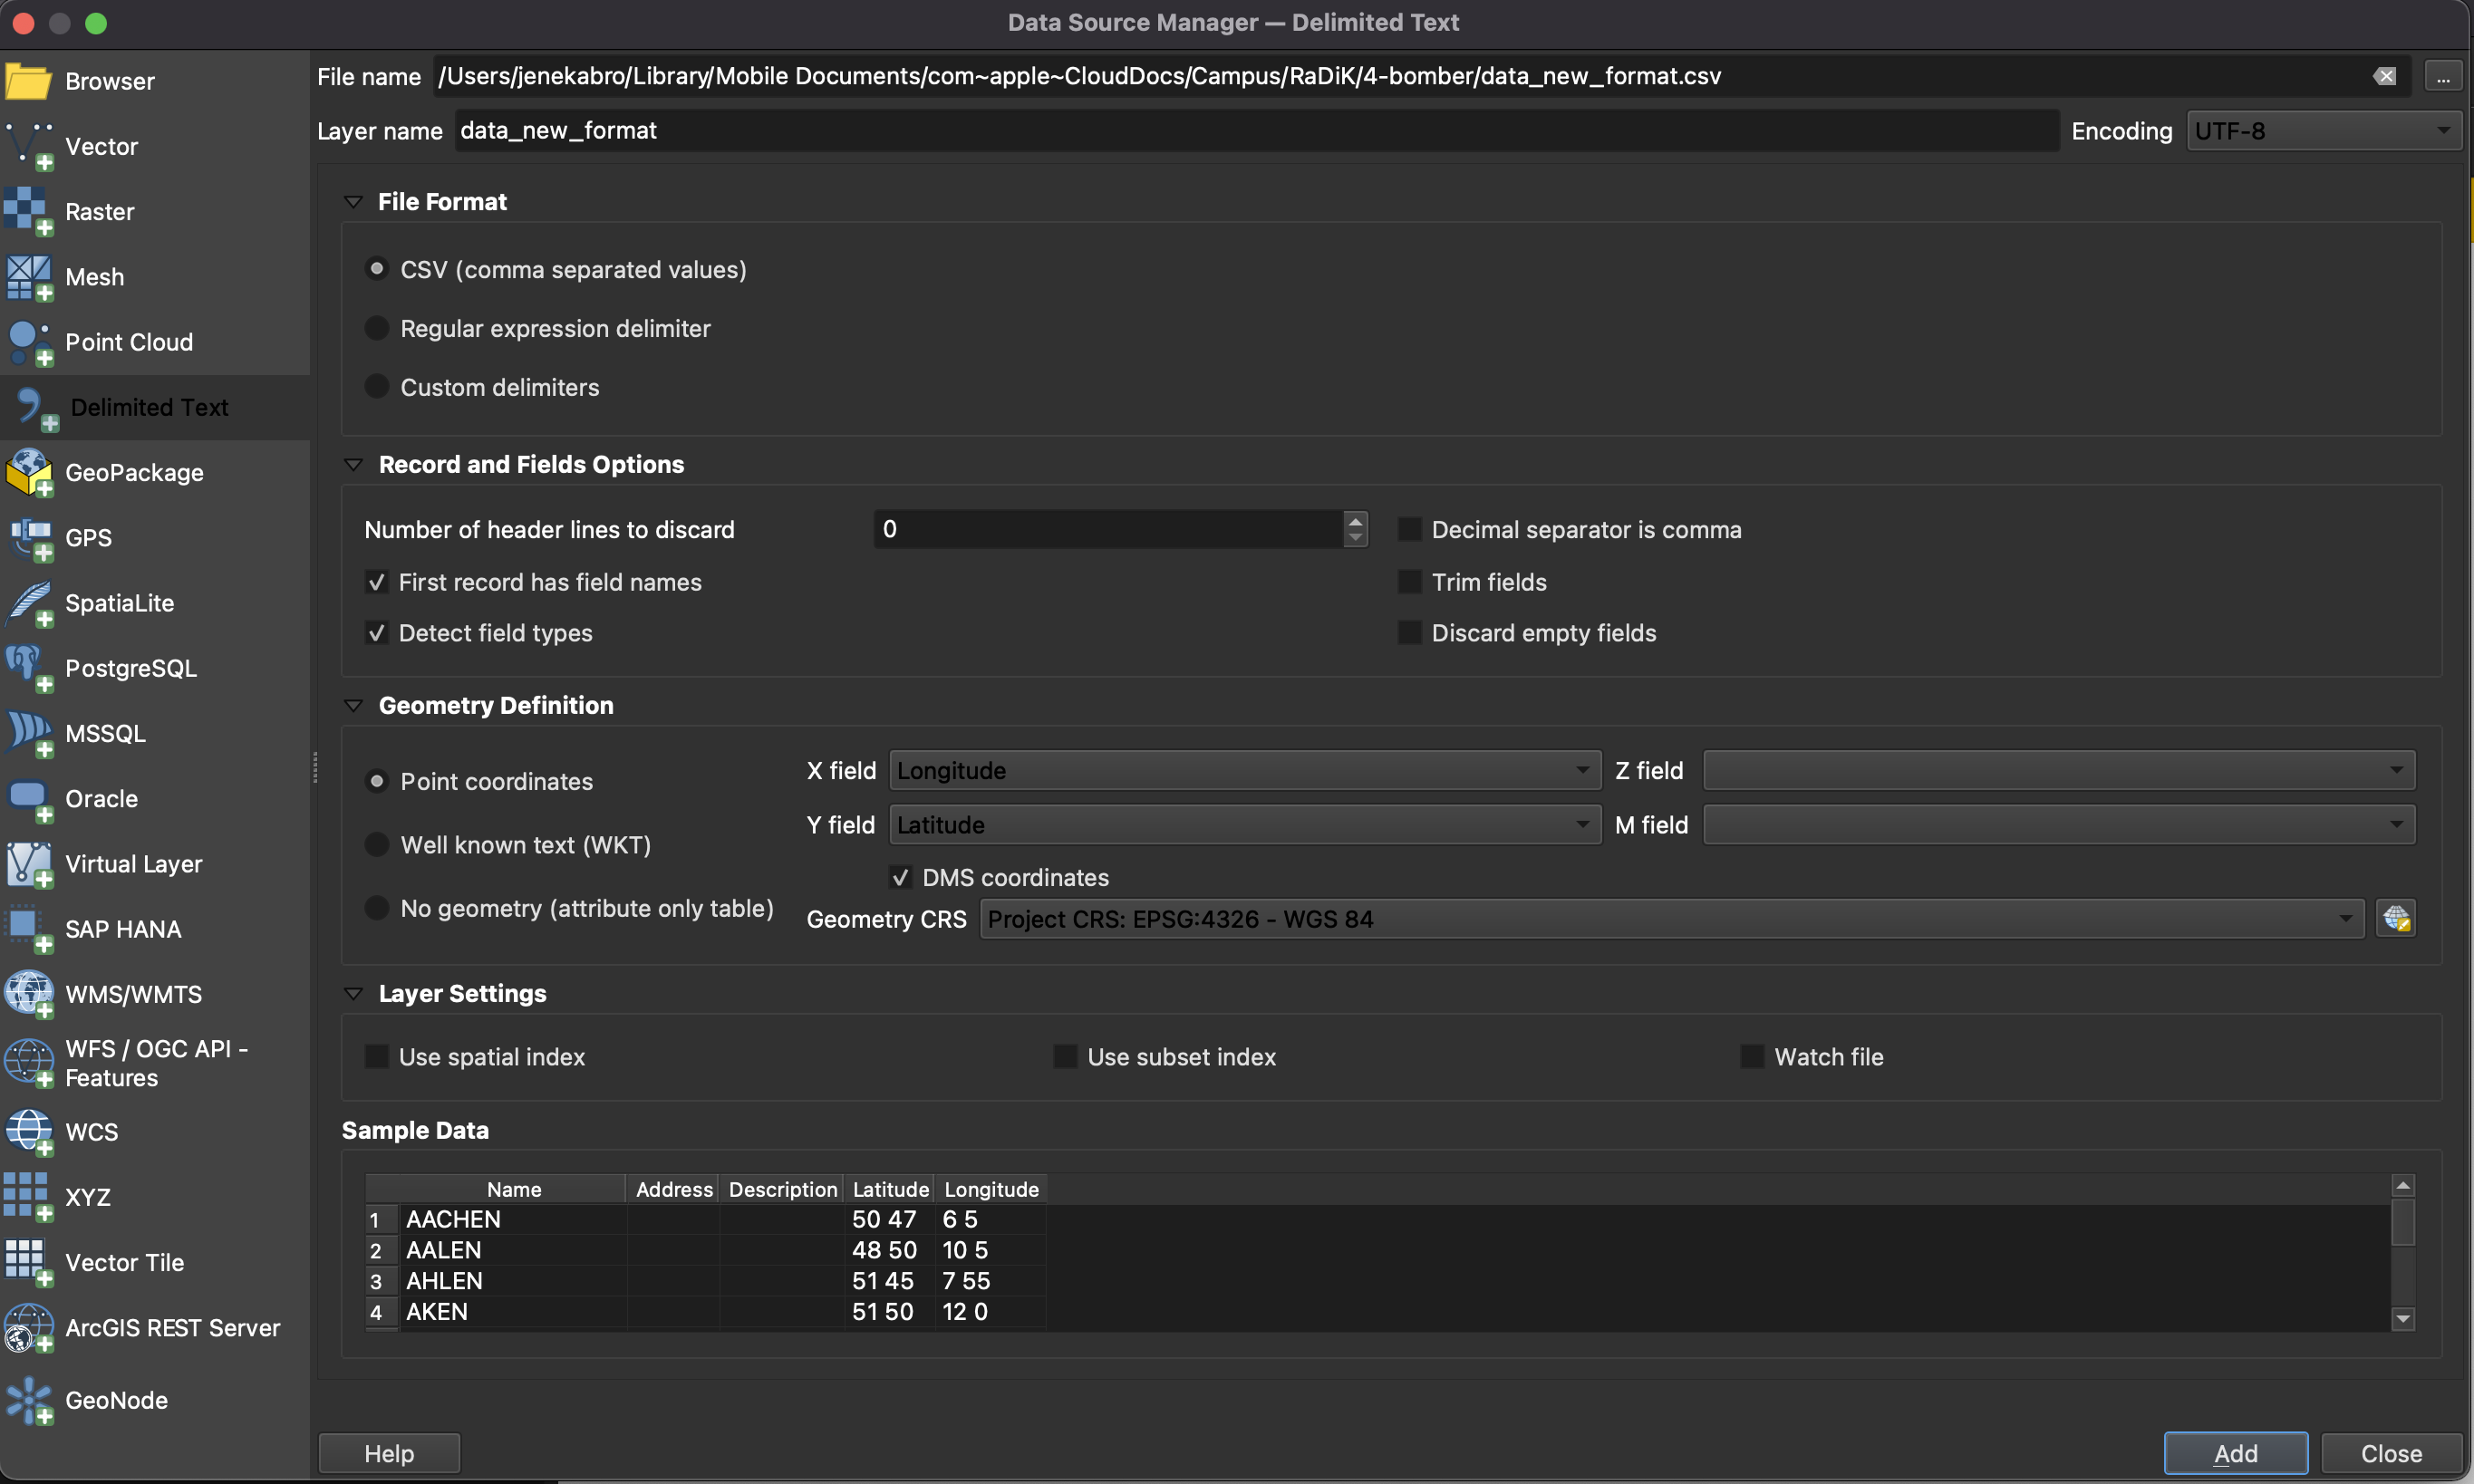 Data Source Manager — Delimited Text
Browser
Vector
Raster
Mesh
Point Cloud
Delimited Text
GeoPackage
GPS
SpatiaLite
PostgreSQL
MSSQL
Oracle
Virtual Layer
SAP HANA
WMS/WMTS
WFS / OGC API -
Features
WCS
XYZ
Vector Tile
ArcGIS REST Server
GeoNode
File name /Users/jenekabro/Library/Mobile Documents/com~apple~CloudDocs/Campus/RaDiK/4-bomber/data_new_format.csv ...
Layer name data_new_format Encoding UTF-8
File Format
CSV (comma separated values)
Regular expression delimiter
Custom delimiters
Record and Fields Options
Number of header lines to discard 0 Decimal separator is comma
First record has field names Trim fields
Detect field types Discard empty fields
Geometry Definition
Point coordinates X field Longitude Z field
Y field Latitude M field
Well known text (WKT)
DMS coordinates
No geometry (attribute only table) Geometry CRS Project CRS: EPSG:4326 - WGS 84
Layer Settings
Use spatial index Use subset index Watch file
Sample Data
Name Address Description Latitude Longitude
1 AACHEN 50 47 6 5
2 AALEN 48 50 10 5
3 AHLEN 51 45 7 55
4 AKEN 51 50 12 0
Help Add Close